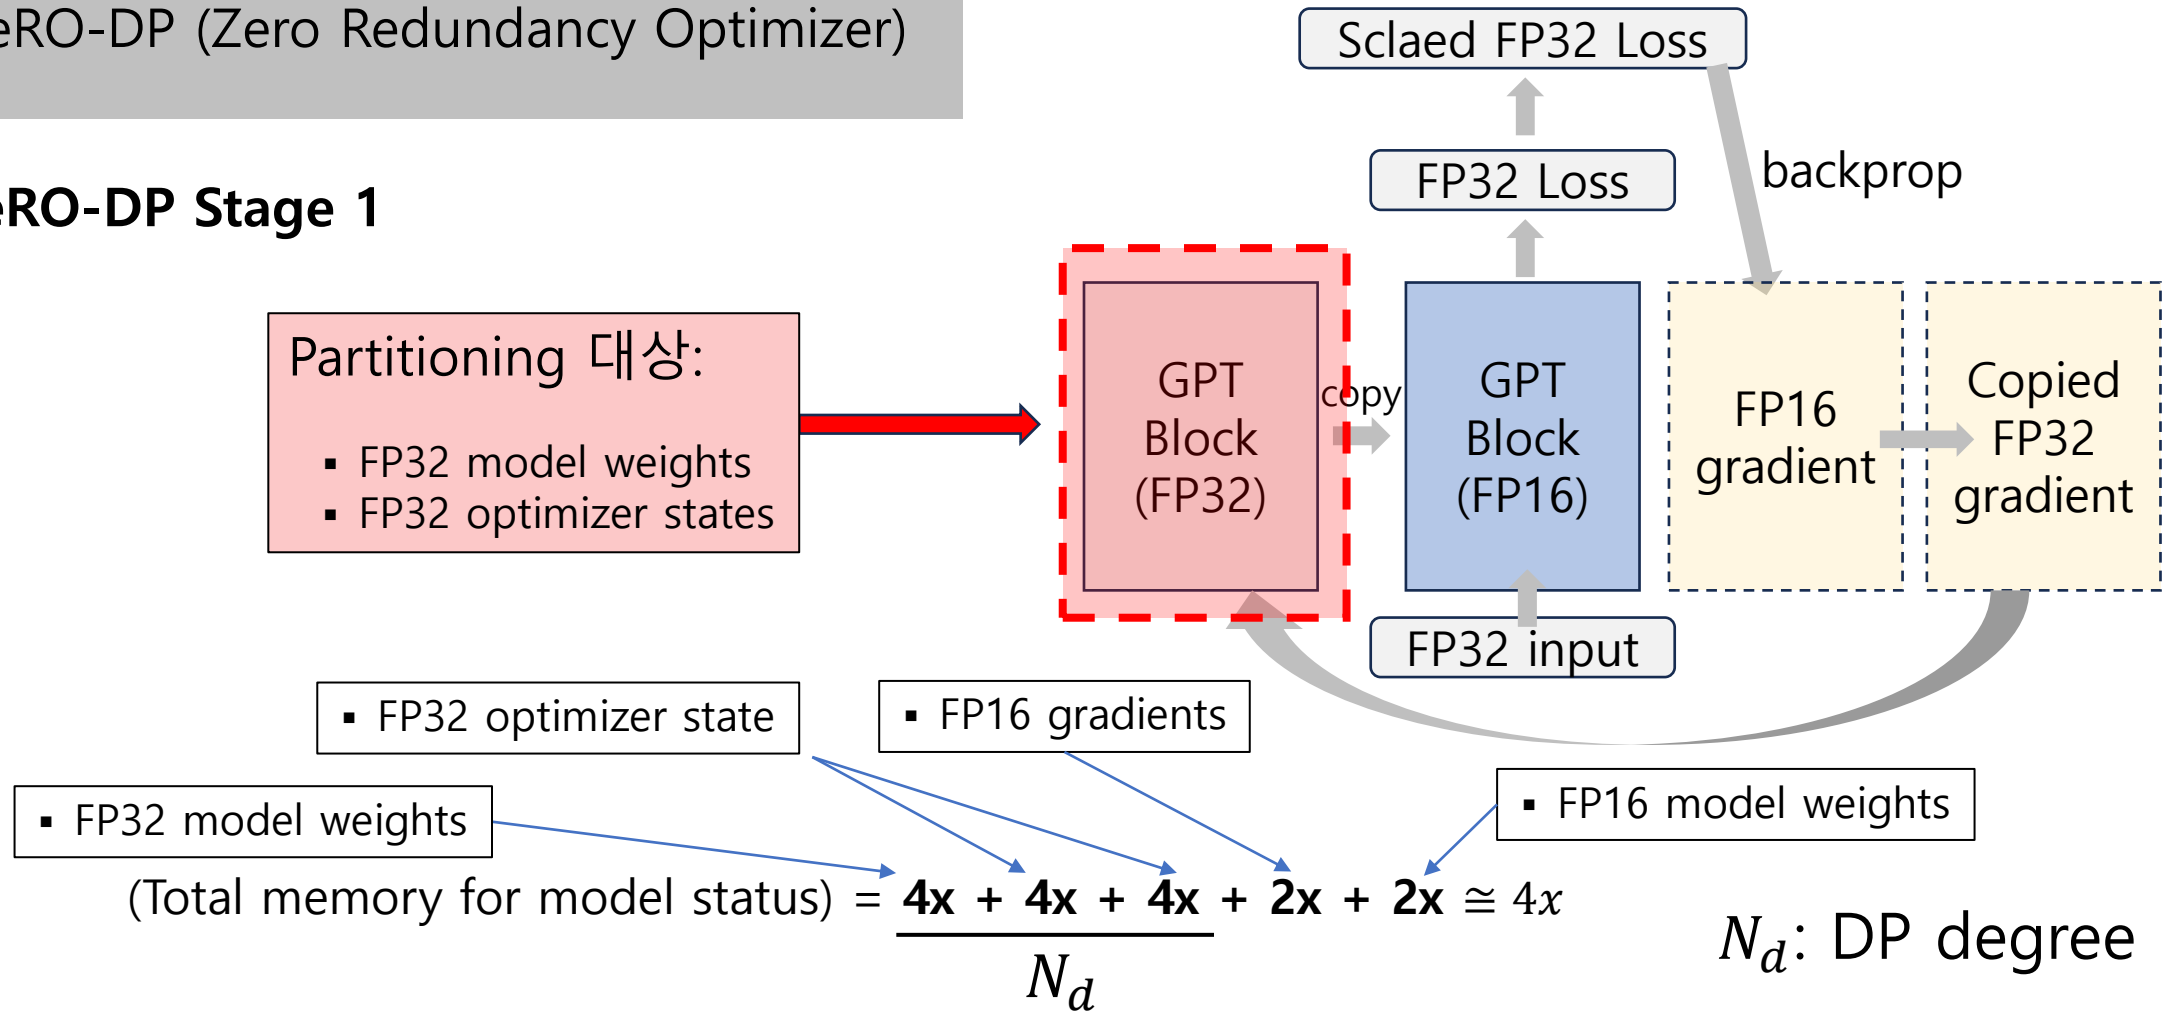 eRO-DP (Zero Redundancy Optimizer)
Sclaed FP32 Loss
FP32 Loss
backprop
eRO-DP Stage 1
Partitioning 대상:
▪ FP32 model weights
▪ FP32 optimizer states
GPT
Block
(FP32)
copy
GPT
Block
(FP16)
FP16
gradient
Copied
FP32
gradient
FP32 input
▪ FP32 optimizer state
▪ FP16 gradients
▪ FP32 model weights
▪ FP16 model weights
(Total memory for model status) = 4x + 4x + 4x + 2x + 2x ≅ 4x
N_d
N_d: DP degree